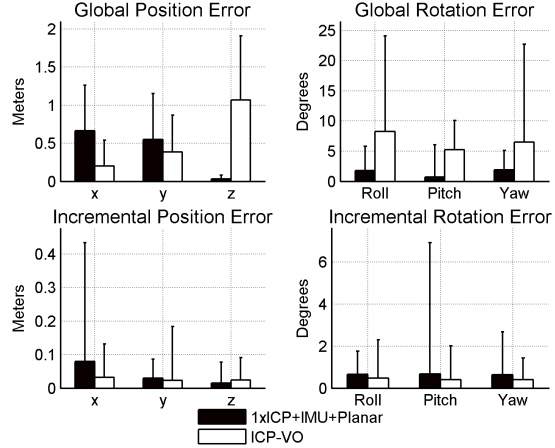 Global Position Error
Meters
2
1.5
1
0.5
0
x y z
Global Rotation Error
Degrees
25
20
15
10
5
0
Roll Pitch Yaw
Incremental Position Error
Meters
0.4
0.3
0.2
0.1
0
x y z
Incremental Rotation Error
Degrees
6
4
2
0
Roll Pitch Yaw
1xICP+IMU+Planar
ICP-VO